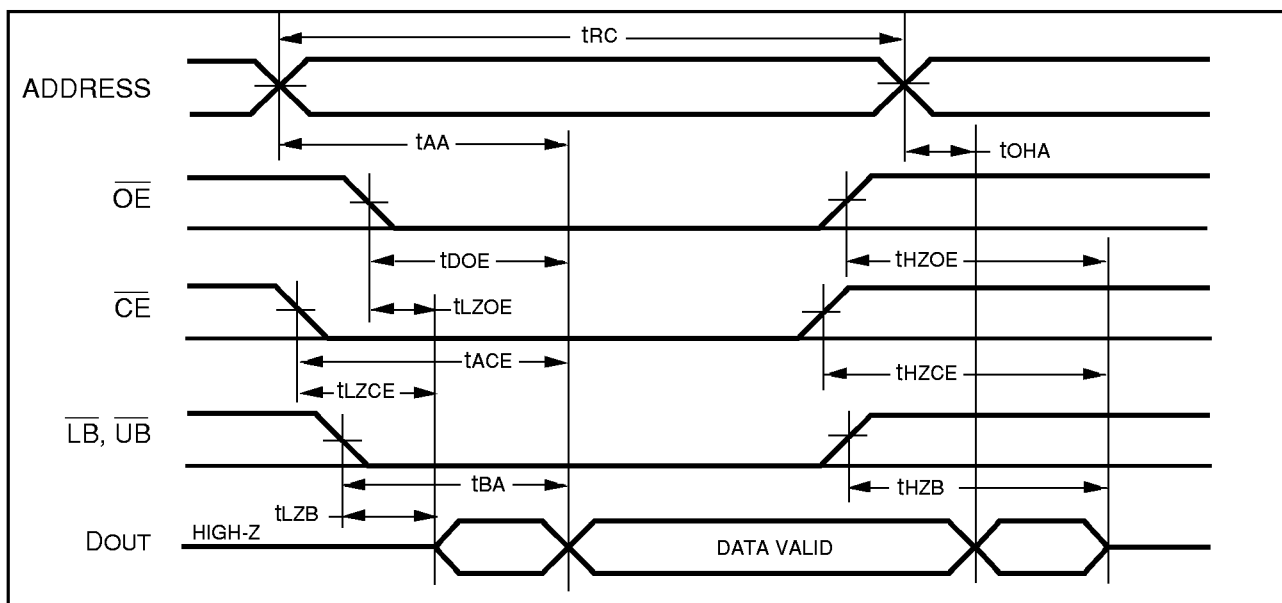 tRC
ADDRESS
tAA
tOHA
OE
tDOE
tHZOE
CE
tLZOE
tACE
tHZCE
tLZCE
LB, UB
tBA
tHZB
tLZB
DOUT
HIGH-Z
DATA VALID